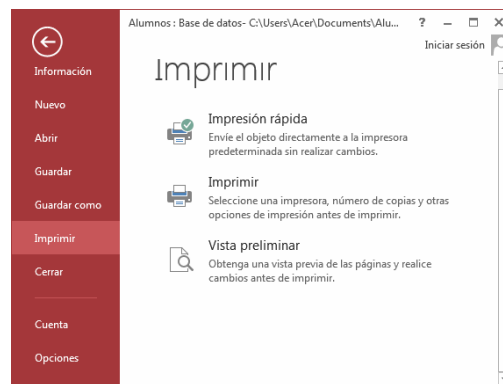 Alumnos : Base de datos- C:\Users\Acer\Documents\Alu... ?
Iniciar sesión
Información
Nuevo
Abrir
Guardar
Guardar como
Imprimir
Cerrar
Cuenta
Opciones
Imprimir
Impresión rápida
Envíe el objeto directamente a la impresora
predeterminada sin realizar cambios.
Imprimir
Seleccione una impresora, número de copias y otras
opciones de impresión antes de imprimir.
Vista preliminar
Obtenga una vista previa de las páginas y realice
cambios antes de imprimir.